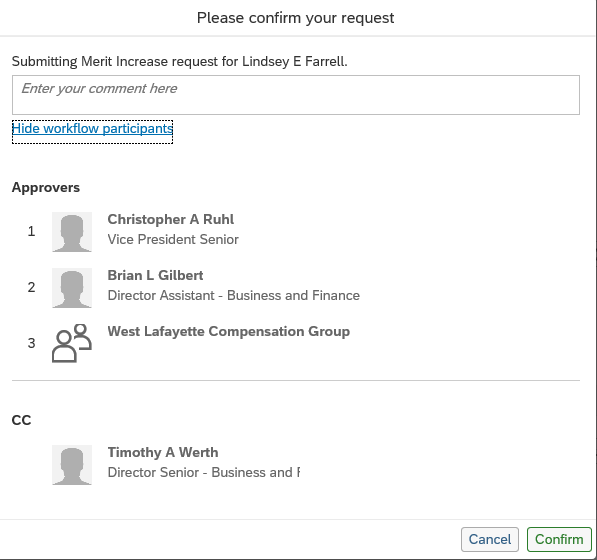 Please confirm your request
Submitting Merit Increase request for Lindsey E Farrell.
Enter your comment here
Hide workflow participants
Approvers
1
Christopher A Ruhl
Vice President Senior
2
Brian L Gilbert
Director Assistant - Business and Finance
3
West Lafayette Compensation Group
CC
Timothy A Werth
Director Senior - Business and
Cancel
Confirm